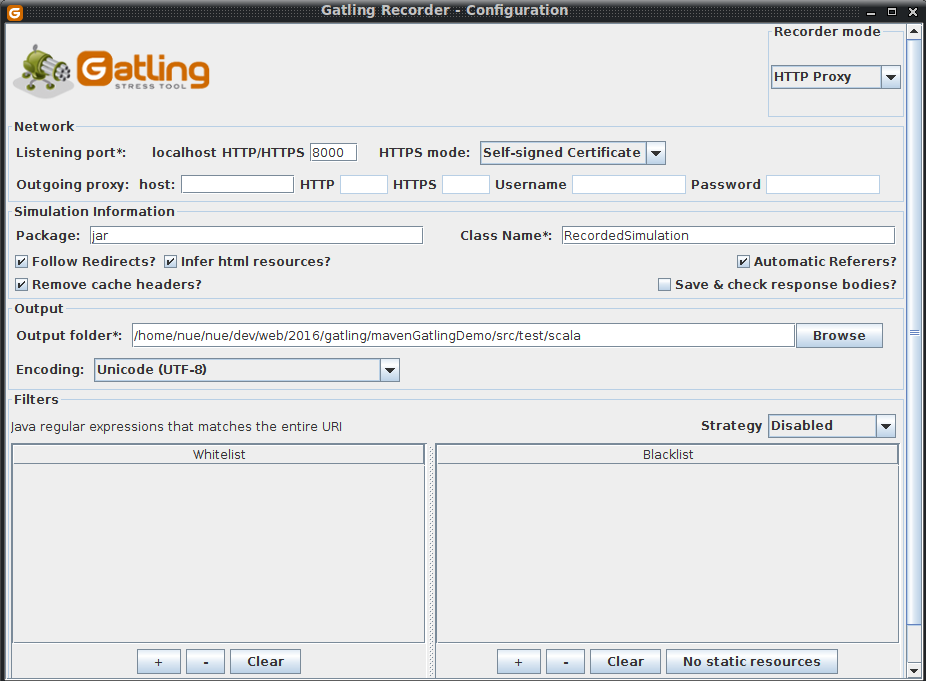 Gatling Recorder - Configuration
Gatling
STRESS TOOL
Recorder mode
HTTP Proxy
Network
Listening port*: localhost HTTP/HTTPS 8000 HTTPS mode: Self-signed Certificate
Outgoing proxy: host: HTTP HTTPS Username Password
Simulation Information
Package: jar Class Name*: RecordedSimulation
Follow Redirects? Infer html resources? Automatic Referers?
Remove cache headers? Save & check response bodies?
Output
Output folder*: /home/nue/nue/dev/web/2016/gatling/mavenGatlingDemo/src/test/scala Browse
Encoding: Unicode (UTF-8)
Filters
Java regular expressions that matches the entire URI Strategy Disabled
Whitelist Blacklist
+ - Clear + - Clear No static resources